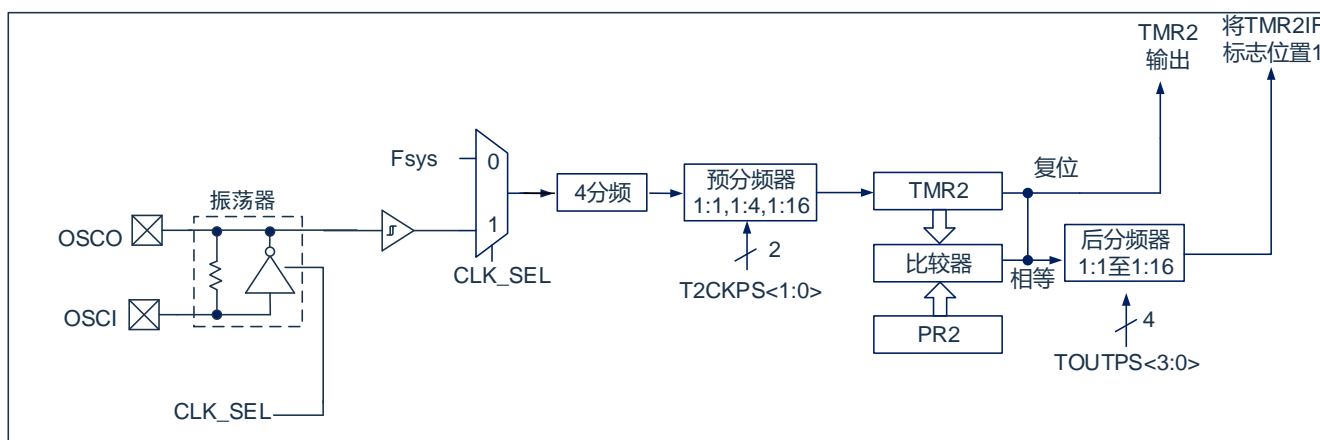 TMR2
输出
将TMR2IF
标志位置1
Fsys
0
1
CLK_SEL
4分频
预分频器
1:1,1:4,1:16
2
T2CKPS<1:0>
TMR2
复位
比较器
相等
PR2
后分频器
1:1至1:16
4
TOUTPS<3:0>
振荡器
OSCO
OSCI
CLK_SEL